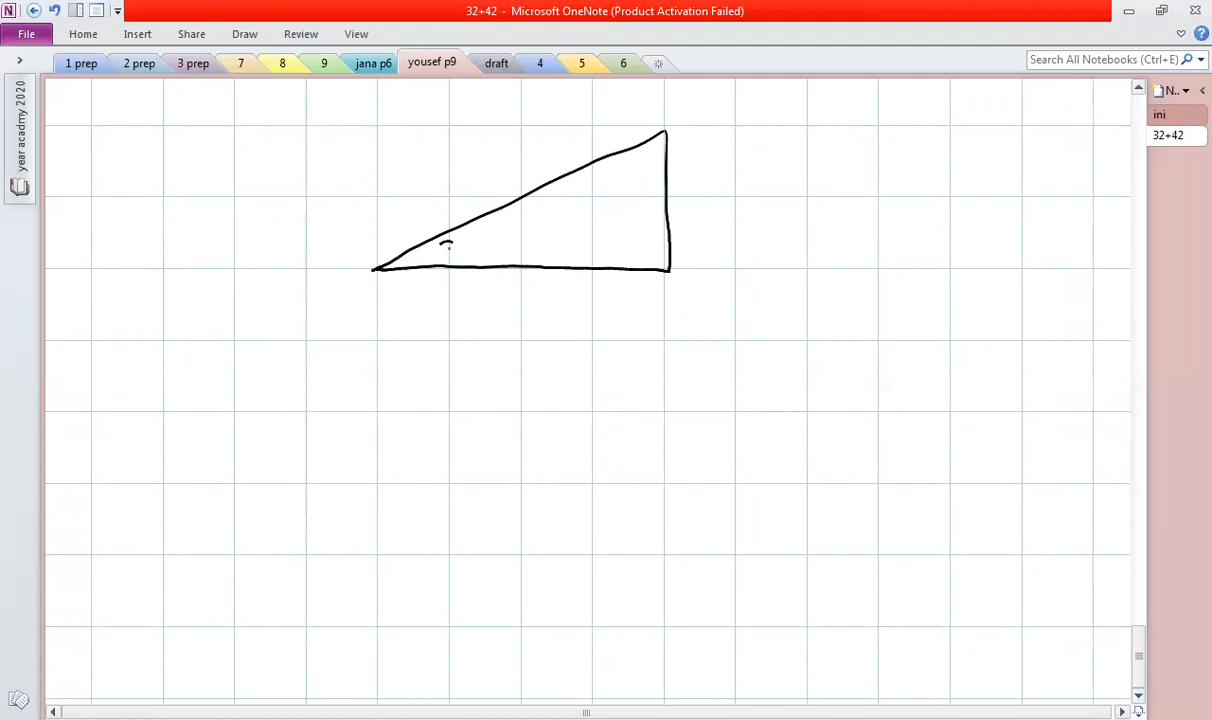 32+42 - Microsoft OneNote (Product Activation Failed)
File Home Insert Share Draw Review View
1 prep 2 prep 3 prep 7 8 9 jana p6 yousef p9 draft 4 5 6
Search All Notebooks (Ctrl+E)
N..
ini
32+42
year acadmy 2020